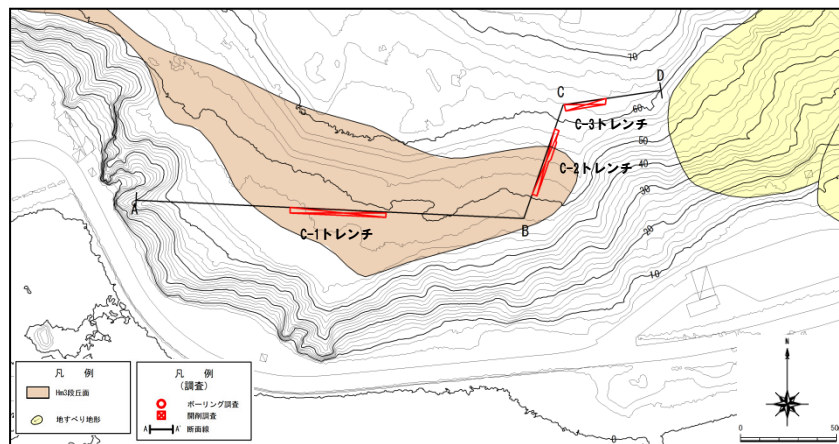 70
C
D
60
C-3トレンチ
50
C-2トレンチ
40
30
A
C-1トレンチ
B
20
10
凡 例
Hm3段丘面
地すべり地形
凡 例
(調査)
ボーリング調査
開削調査
A A' 断面線
N
0
0 50